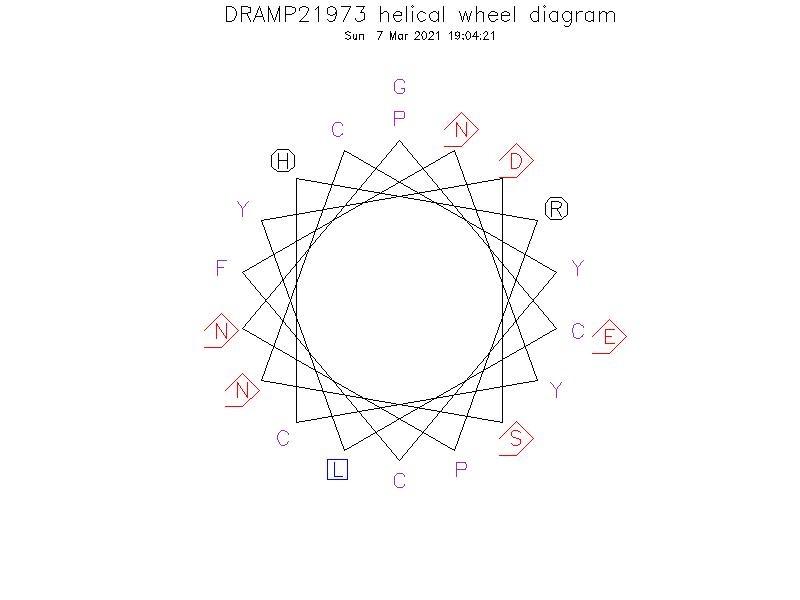 DRAMP21973 helical wheel diagram
Sun 7 Mar 2021 19:04:21
G
P
C N
H D
Y R
F Y
N C E
N Y
C S
L P
C